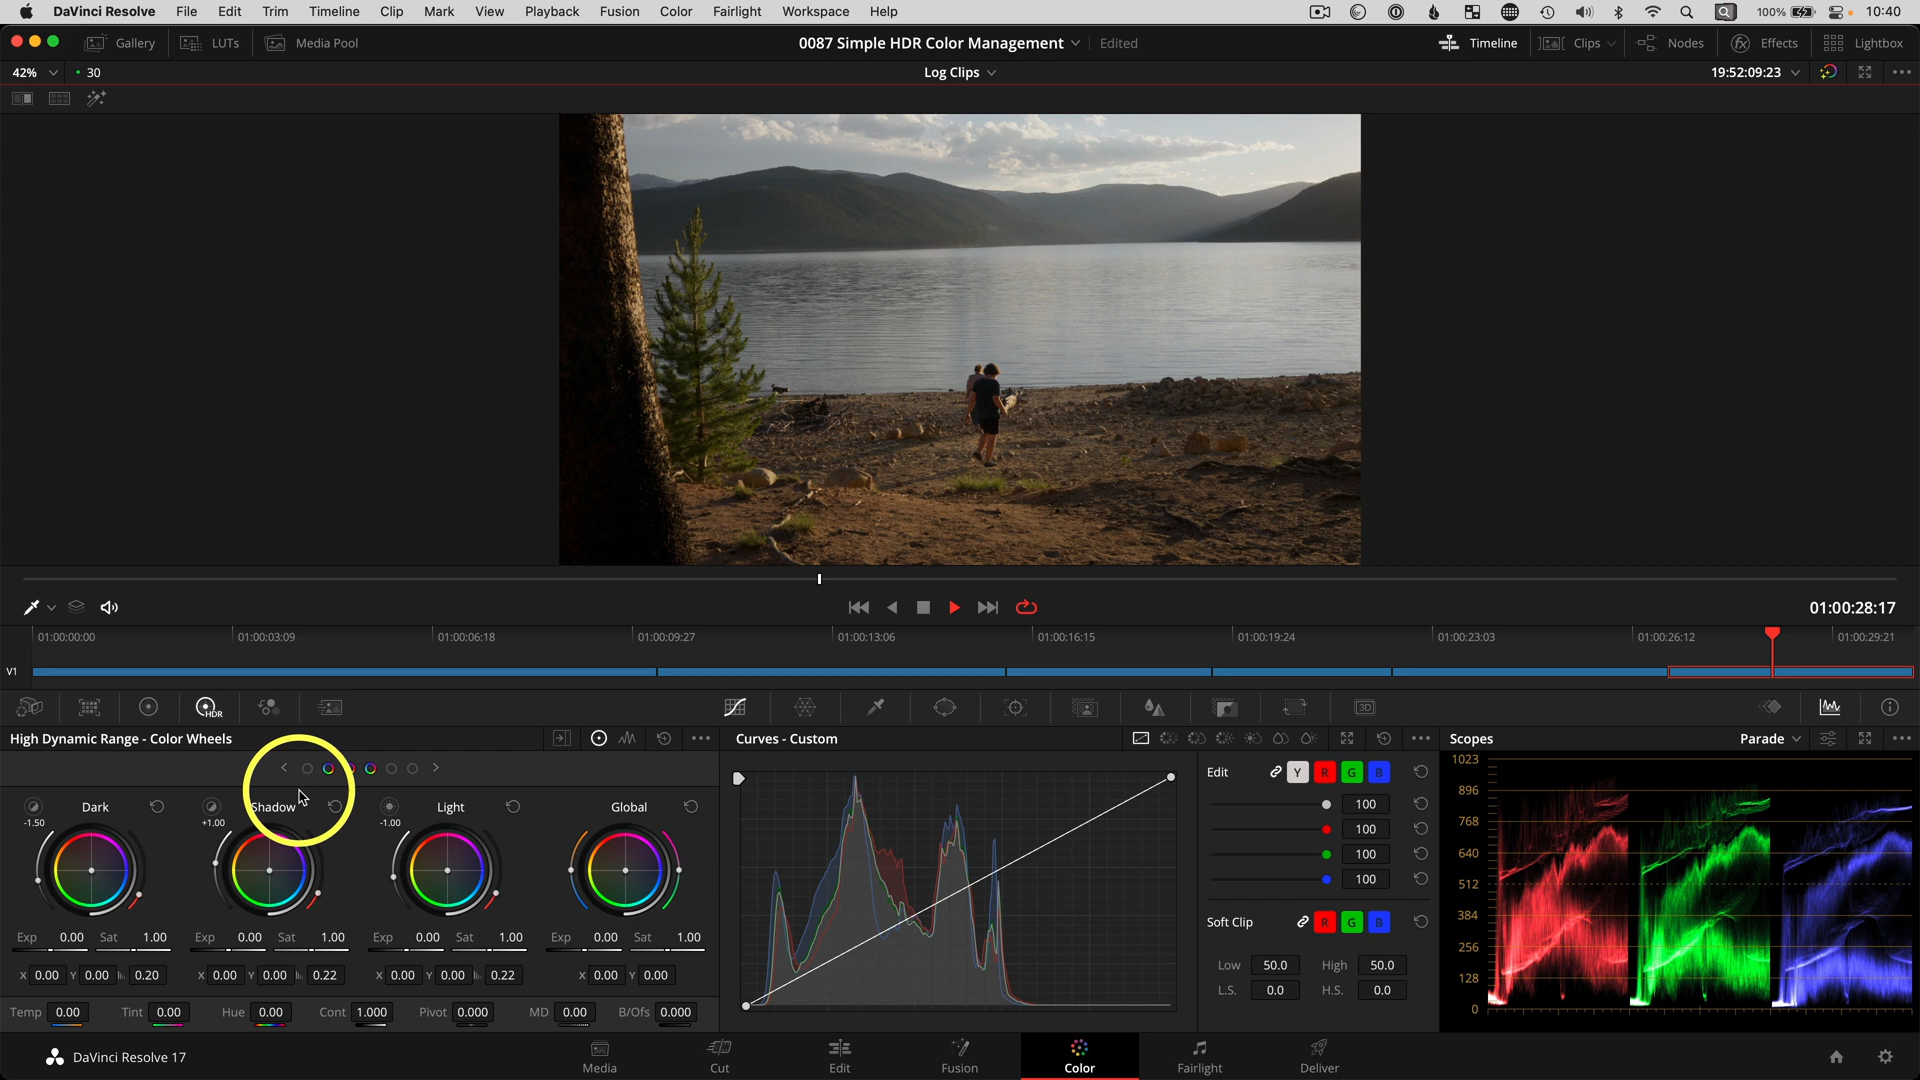 DaVinci Resolve File Edit Trim Timeline Clip Mark View Playback Fusion Color Fairlight Workspace Help 100% 10:40
Gallery LUTs Media Pool 0087 Simple HDR Color Management Edited Timeline Clips Nodes Effects Lightbox
42% 30 Log Clips 19:52:09:23
01:00:28:17
01:00:00:00 01:00:03:09 01:00:06:18 01:00:09:27 01:00:13:06 01:00:16:15 01:00:19:24 01:00:23:03 01:00:26:12 01:00:29:21
V1
HDR 3D
High Dynamic Range - Color Wheels Curves - Custom Scopes Parade
Dark Shadow Light Global
-1.50 +1.00 -1.00
Exp 0.00 Sat 1.00 Exp 0.00 Sat 1.00 Exp 0.00 Sat 1.00 Exp 0.00 Sat 1.00
X 0.00 Y 0.00 0.20 X 0.00 Y 0.00 0.22 X 0.00 Y 0.00 0.22 X 0.00 Y 0.00
Temp 0.00 Tint 0.00 Hue 0.00 Cont 1.000 Pivot 0.000 MD 0.00 B/Ofs 0.000
Edit Y R G B
100
100
100
100
Soft Clip R G B
Low 50.0 High 50.0
L.S. 0.0 H.S. 0.0
1023
896
768
640
512
384
256
128
0
DaVinci Resolve 17 Media Cut Edit Fusion Color Fairlight Deliver